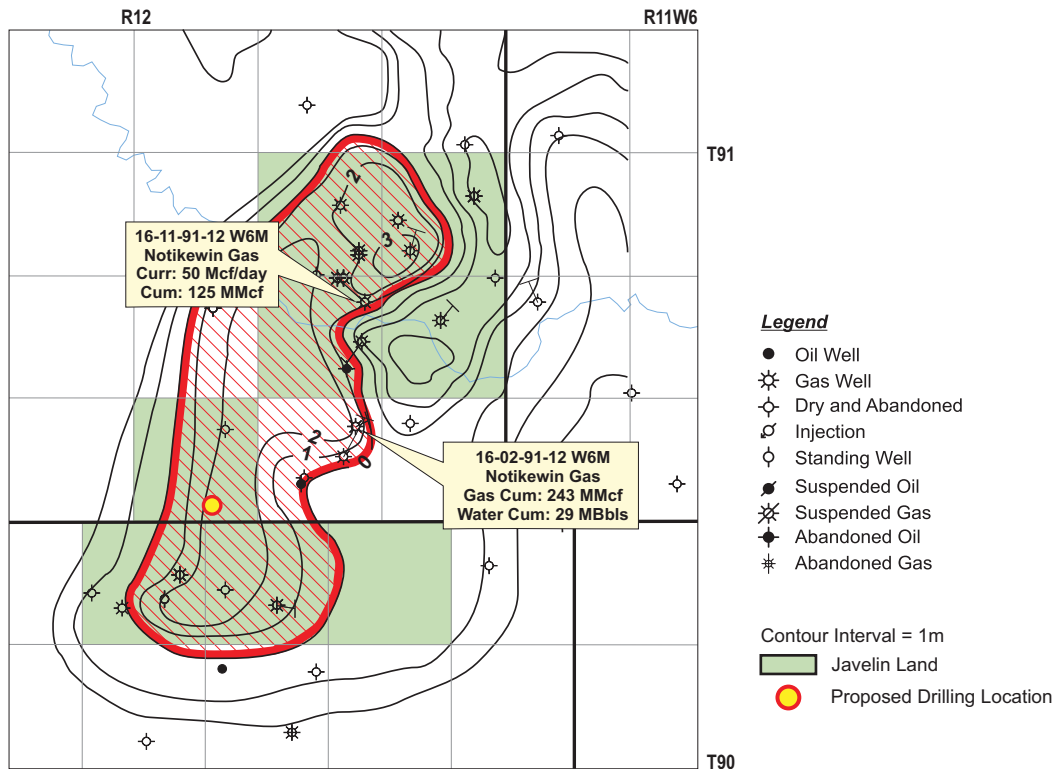 R12
R11W6
T91
2
3
16-11-91-12 W6M
Notikewin Gas
Curr: 50 Mcf/day
Cum: 125 MMcf
2
1
0
16-02-91-12 W6M
Notikewin Gas
Gas Cum: 243 MMcf
Water Cum: 29 MBbls
T90
Legend
Oil Well
Gas Well
Dry and Abandoned
Injection
Standing Well
Suspended Oil
Suspended Gas
Abandoned Oil
Abandoned Gas
Contour Interval = 1m
Javelin Land
Proposed Drilling Location